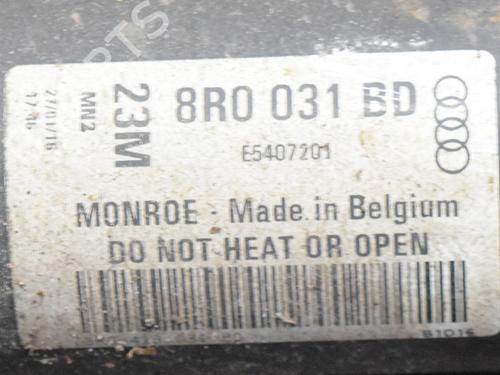 8R0 031 BD
E5407201
MONROE - Made in Belgium
DO NOT HEAT OR OPEN
23M
MN2
27/01/16